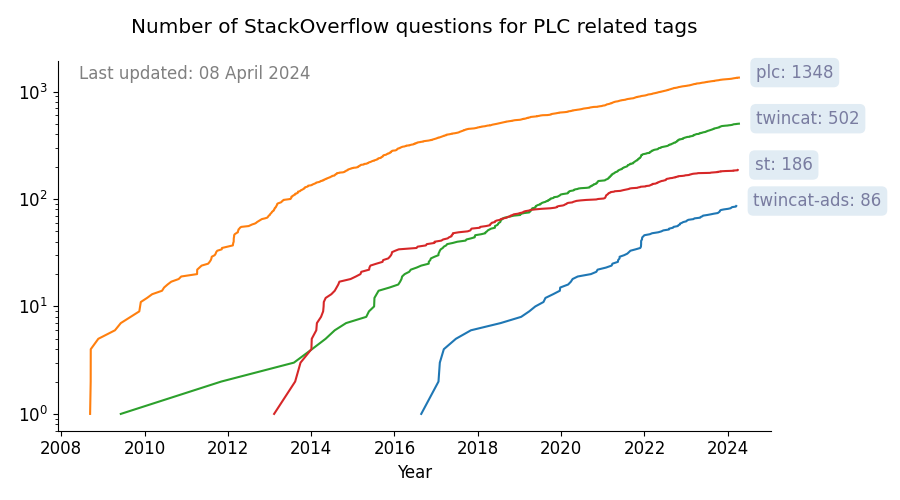 Number of StackOverflow questions for PLC related tags
Last updated: 08 April 2024
plc: 1348
twincat: 502
st: 186
twincat-ads: 86
10³
10²
10¹
10⁰
2008 2010 2012 2014 2016 2018 2020 2022 2024
Year